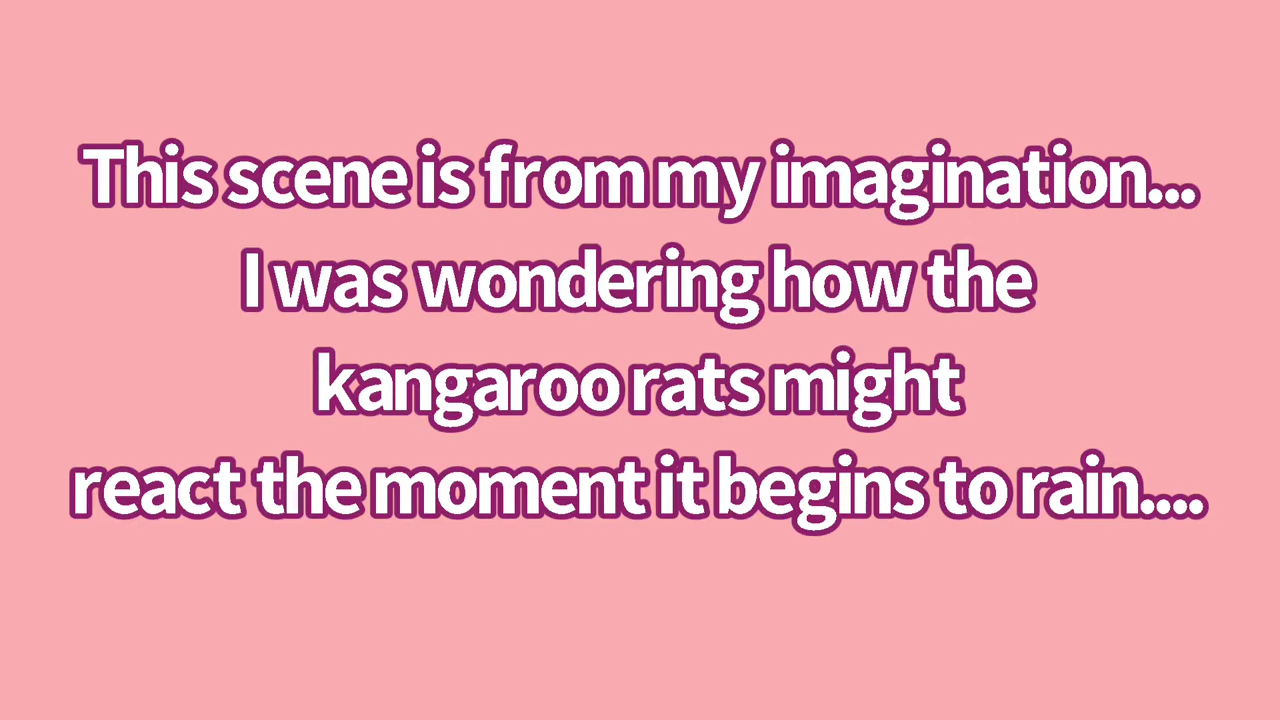 This scene is from my imagination...
I was wondering how the
kangaroo rats might
react the moment it begins to rain....